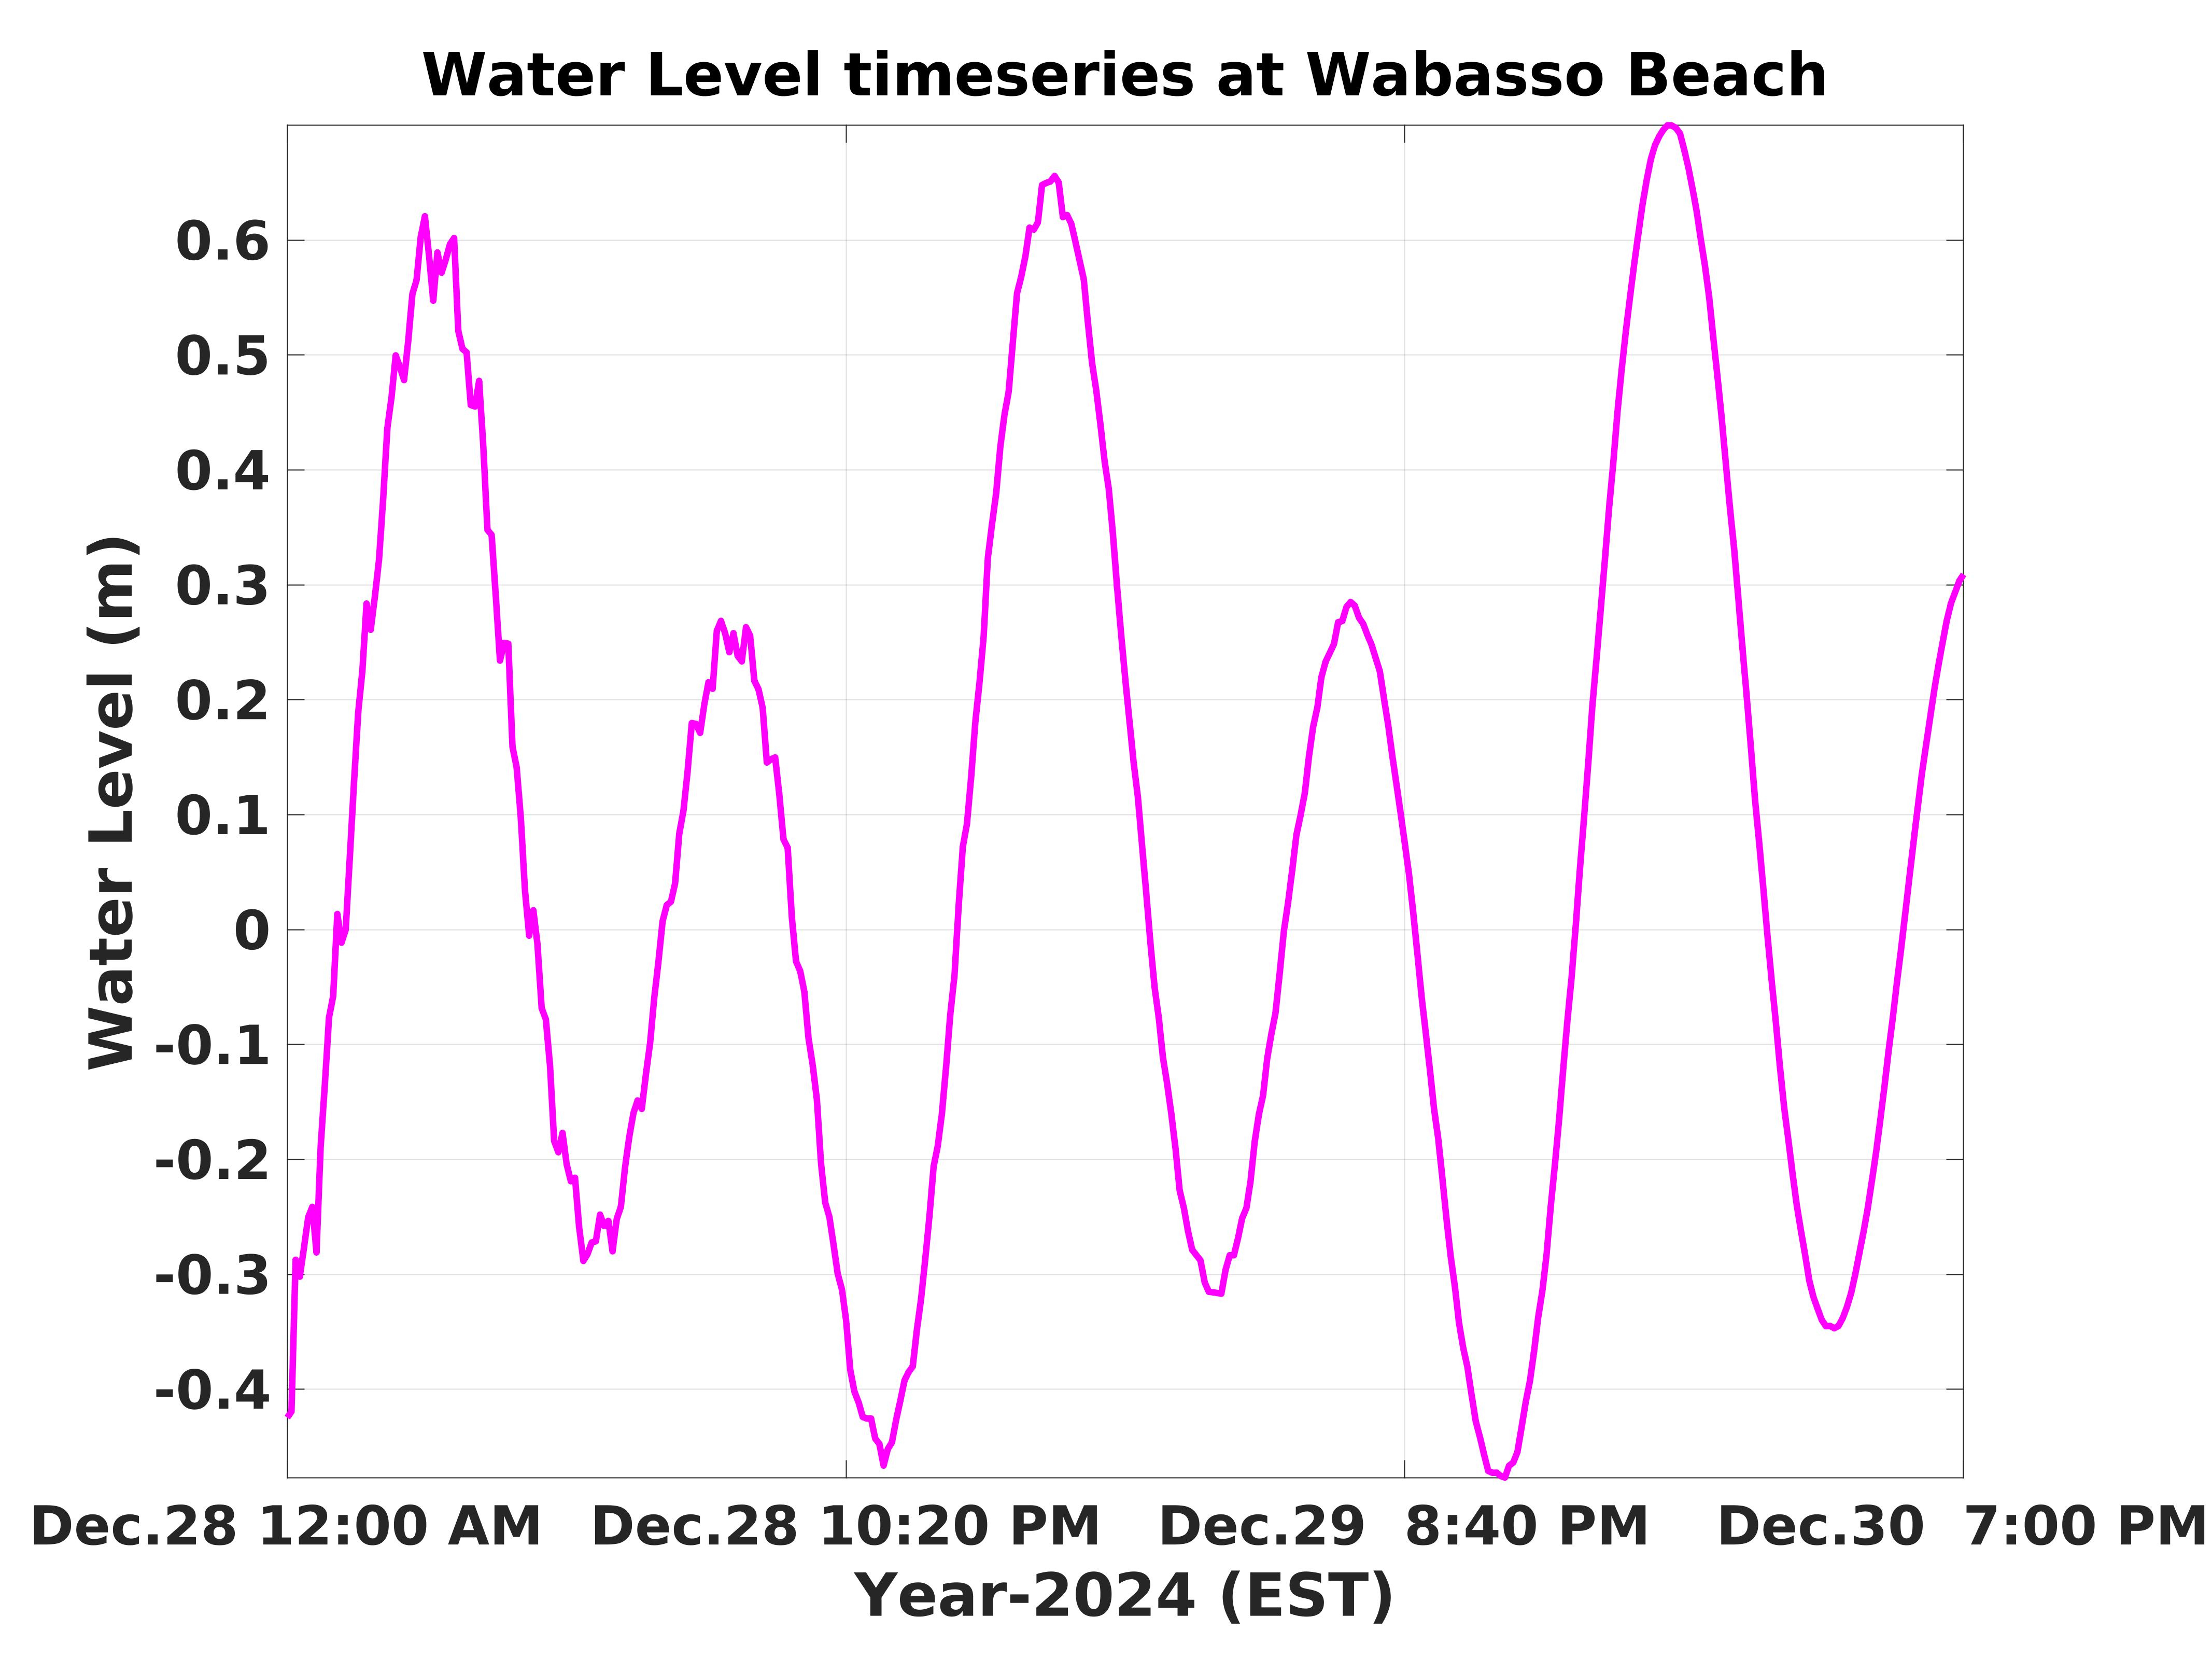 Water Level timeseries at Wabasso Beach
Water Level (m)
0.6
0.5
0.4
0.3
0.2
0.1
0
-0.1
-0.2
-0.3
-0.4
Dec.28 12:00 AM Dec.28 10:20 PM Dec.29 8:40 PM Dec.30 7:00 PM
Year-2024 (EST)